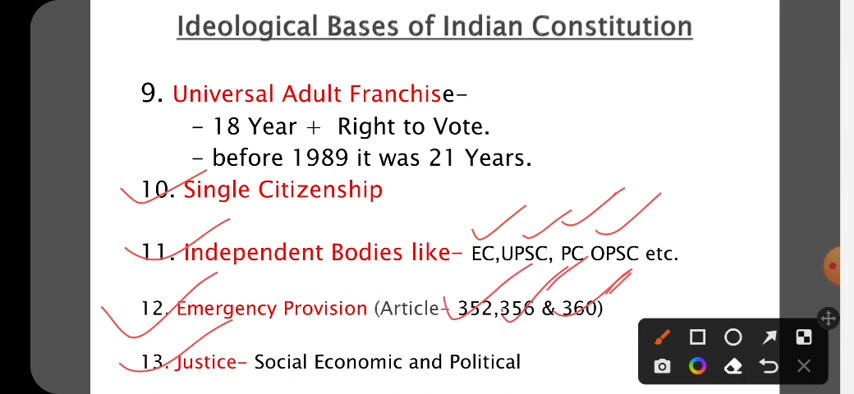 Ideological Bases of Indian Constitution
9. Universal Adult Franchise-
- 18 Year + Right to Vote.
- before 1989 it was 21 Years.
10. Single Citizenship
11. Independent Bodies like- EC,UPSC, PC,OPSC etc.
12. Emergency Provision (Article- 352,356 & 360)
13. Justice- Social Economic and Political